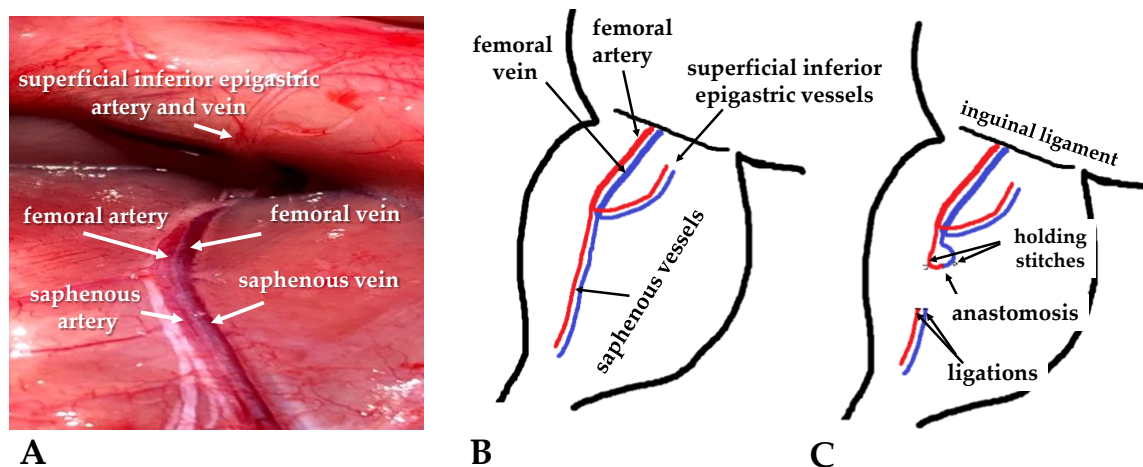 superficial inferior epigastric
artery and vein
femoral artery
femoral vein
saphenous vein
saphenous
artery
A
femoral
vein
femoral
artery
superficial inferior
epigastric vessels
saphenous vessels
B
inguinal ligament
holding
stitches
anastomosis
ligations
C